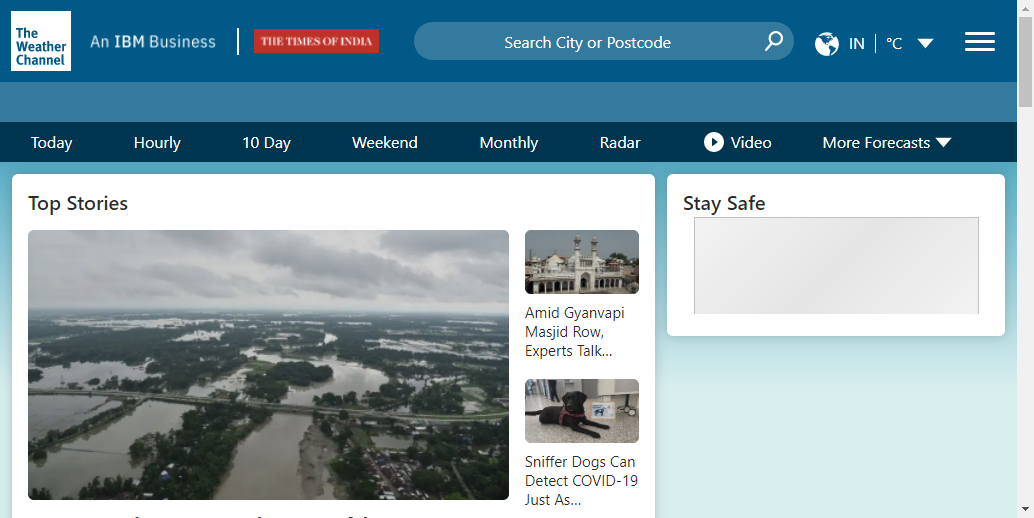 The
Weather
Channel
An IBM Business
THE TIMES OF INDIA
Search City or Postcode
IN
°C
Today
Hourly
10 Day
Weekend
Monthly
Radar
Video
More Forecasts
Top Stories
Amid Gyanvapi
Masjid Row,
Experts Talk...
Sniffer Dogs Can
Detect COVID-19
Just As...
Stay Safe